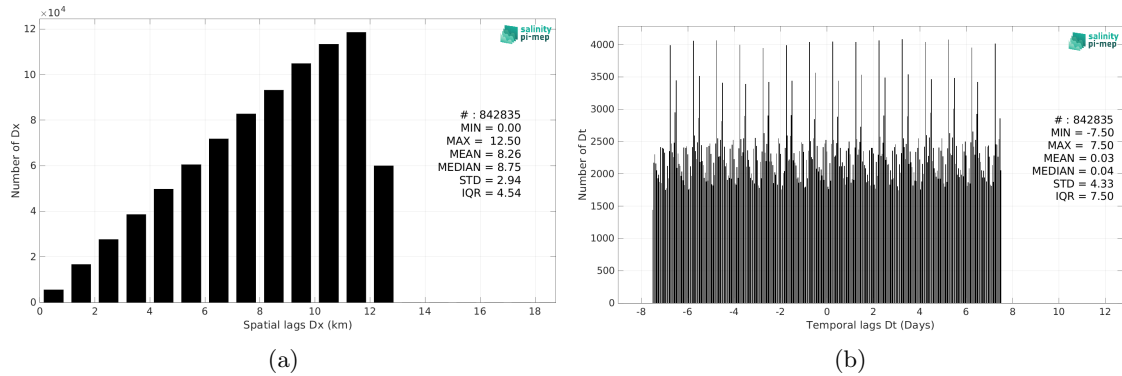 ×10⁴
12
10
8
6
4
2
0
Number of Dx
salinity
pi-mep
# : 842835
MIN = 0.00
MAX = 12.50
MEAN = 8.26
MEDIAN = 8.75
STD = 2.94
IQR = 4.54
0 2 4 6 8 10 12 14 16 18
Spatial lags Dx (km)
(a)
4000
3500
3000
2500
2000
1500
1000
500
0
Number of Dt
salinity
pi-mep
# : 842835
MIN = -7.50
MAX = 7.50
MEAN = 0.03
MEDIAN = 0.04
STD = 4.33
IQR = 7.50
-8 -6 -4 -2 0 2 4 6 8 10 12
Temporal lags Dt (Days)
(b)